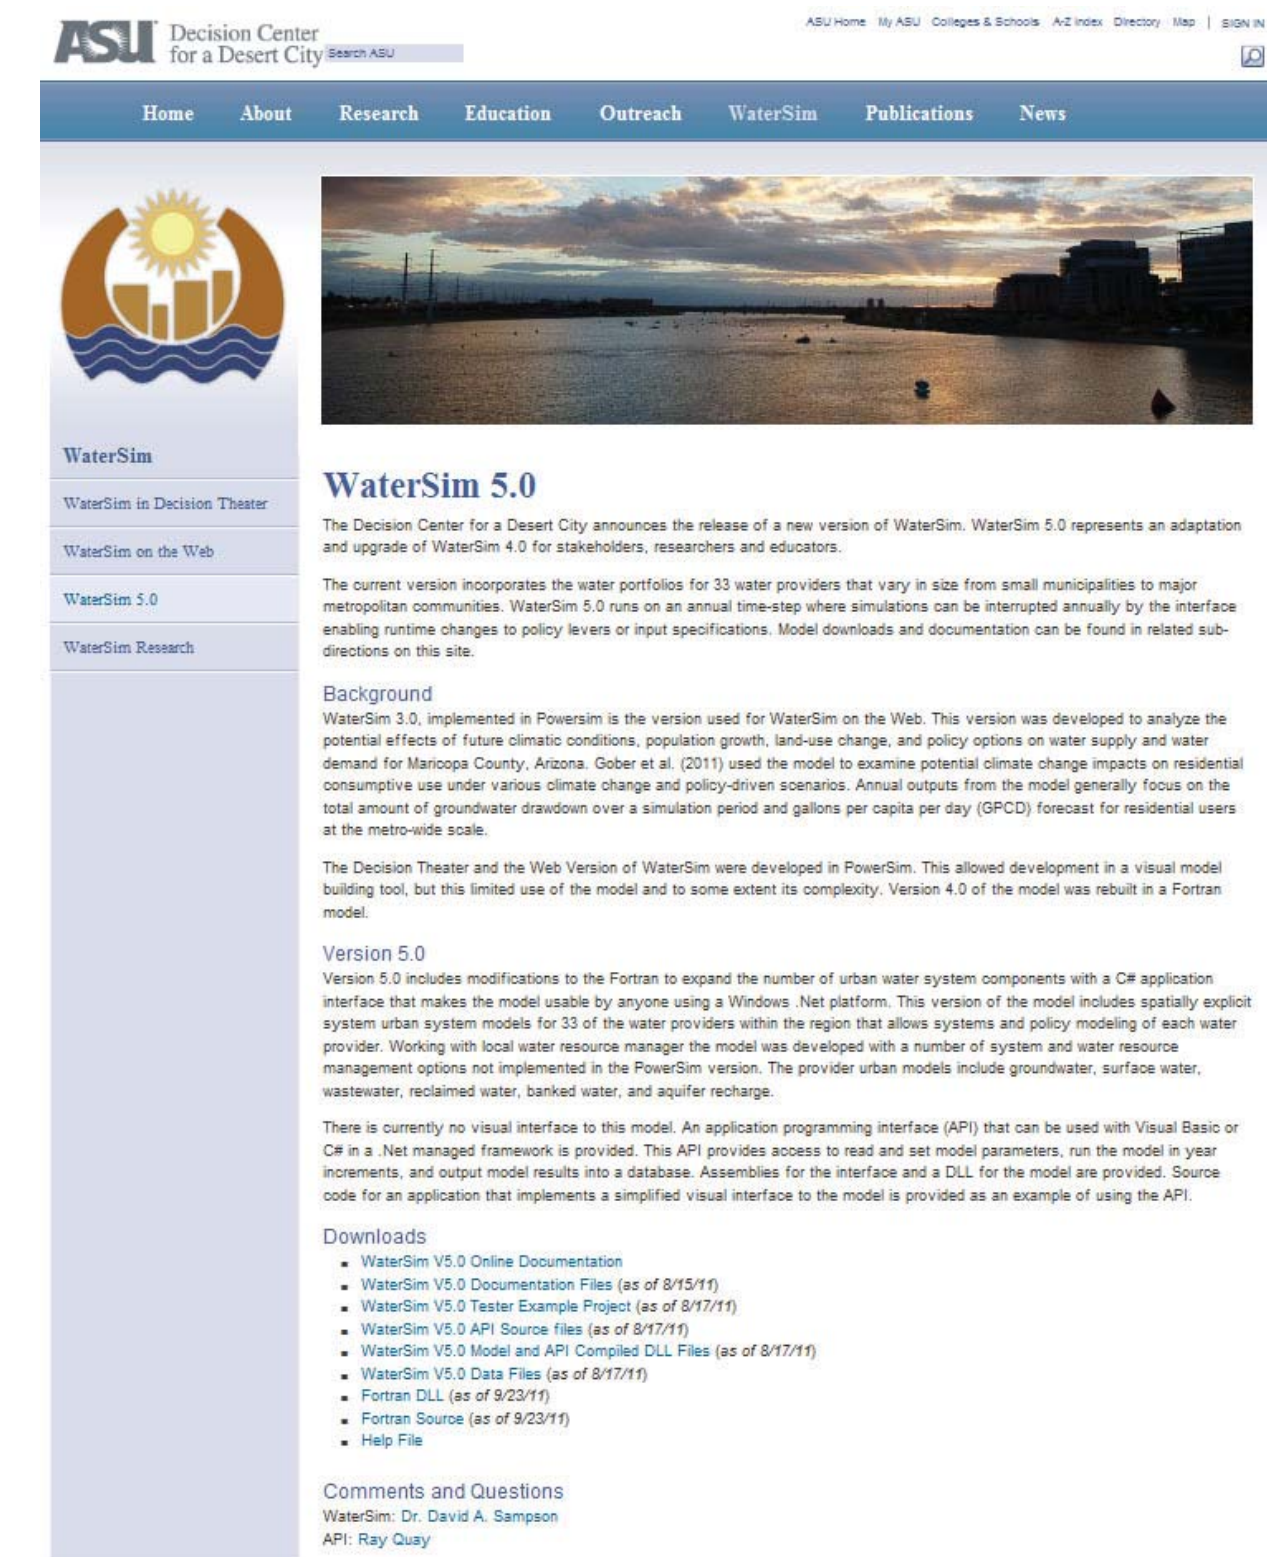 ASU Home My ASU Colleges & Schools A-Z Index Directory Map | SIGN IN
ASU Decision Center
for a Desert City
Search ASU
Home About Research Education Outreach WaterSim Publications News
WaterSim
WaterSim in Decision Theater
WaterSim on the Web
WaterSim 5.0
WaterSim Research
WaterSim 5.0
The Decision Center for a Desert City announces the release of a new version of WaterSim. WaterSim 5.0 represents an adaptation
and upgrade of WaterSim 4.0 for stakeholders, researchers and educators.
The current version incorporates the water portfolios for 33 water providers that vary in size from small municipalities to major
metropolitan communities. WaterSim 5.0 runs on an annual time-step where simulations can be interrupted annually by the interface
enabling runtime changes to policy levers or input specifications. Model downloads and documentation can be found in related sub-
directions on this site.
Background
WaterSim 3.0, implemented in Powersim is the version used for WaterSim on the Web. This version was developed to analyze the
potential effects of future climatic conditions, population growth, land-use change, and policy options on water supply and water
demand for Maricopa County, Arizona. Gober et al. (2011) used the model to examine potential climate change impacts on residential
consumptive use under various climate change and policy-driven scenarios. Annual outputs from the model generally focus on the
total amount of groundwater drawdown over a simulation period and gallons per capita per day (GPCD) forecast for residential users
at the metro-wide scale.
The Decision Theater and the Web Version of WaterSim were developed in PowerSim. This allowed development in a visual model
building tool, but this limited use of the model and to some extent its complexity. Version 4.0 of the model was rebuilt in a Fortran
model.
Version 5.0
Version 5.0 includes modifications to the Fortran to expand the number of urban water system components with a C# application
interface that makes the model usable by anyone using a Windows .Net platform. This version of the model includes spatially explicit
system urban system models for 33 of the water providers within the region that allows systems and policy modeling of each water
provider. Working with local water resource manager the model was developed with a number of system and water resource
management options not implemented in the PowerSim version. The provider urban models include groundwater, surface water,
wastewater, reclaimed water, banked water, and aquifer recharge.
There is currently no visual interface to this model. An application programming interface (API) that can be used with Visual Basic or
C# in a .Net managed framework is provided. This API provides access to read and set model parameters, run the model in year
increments, and output model results into a database. Assemblies for the interface and a DLL for the model are provided. Source
code for an application that implements a simplified visual interface to the model is provided as an example of using the API.
Downloads
WaterSim V5.0 Online Documentation
WaterSim V5.0 Documentation Files (as of 8/15/11)
WaterSim V5.0 Tester Example Project (as of 8/17/11)
WaterSim V5.0 API Source files (as of 8/17/11)
WaterSim V5.0 Model and API Compiled DLL Files (as of 8/17/11)
WaterSim V5.0 Data Files (as of 8/17/11)
Fortran DLL (as of 9/23/11)
Fortran Source (as of 9/23/11)
Help File
Comments and Questions
WaterSim: Dr. David A. Sampson
API: Ray Quay